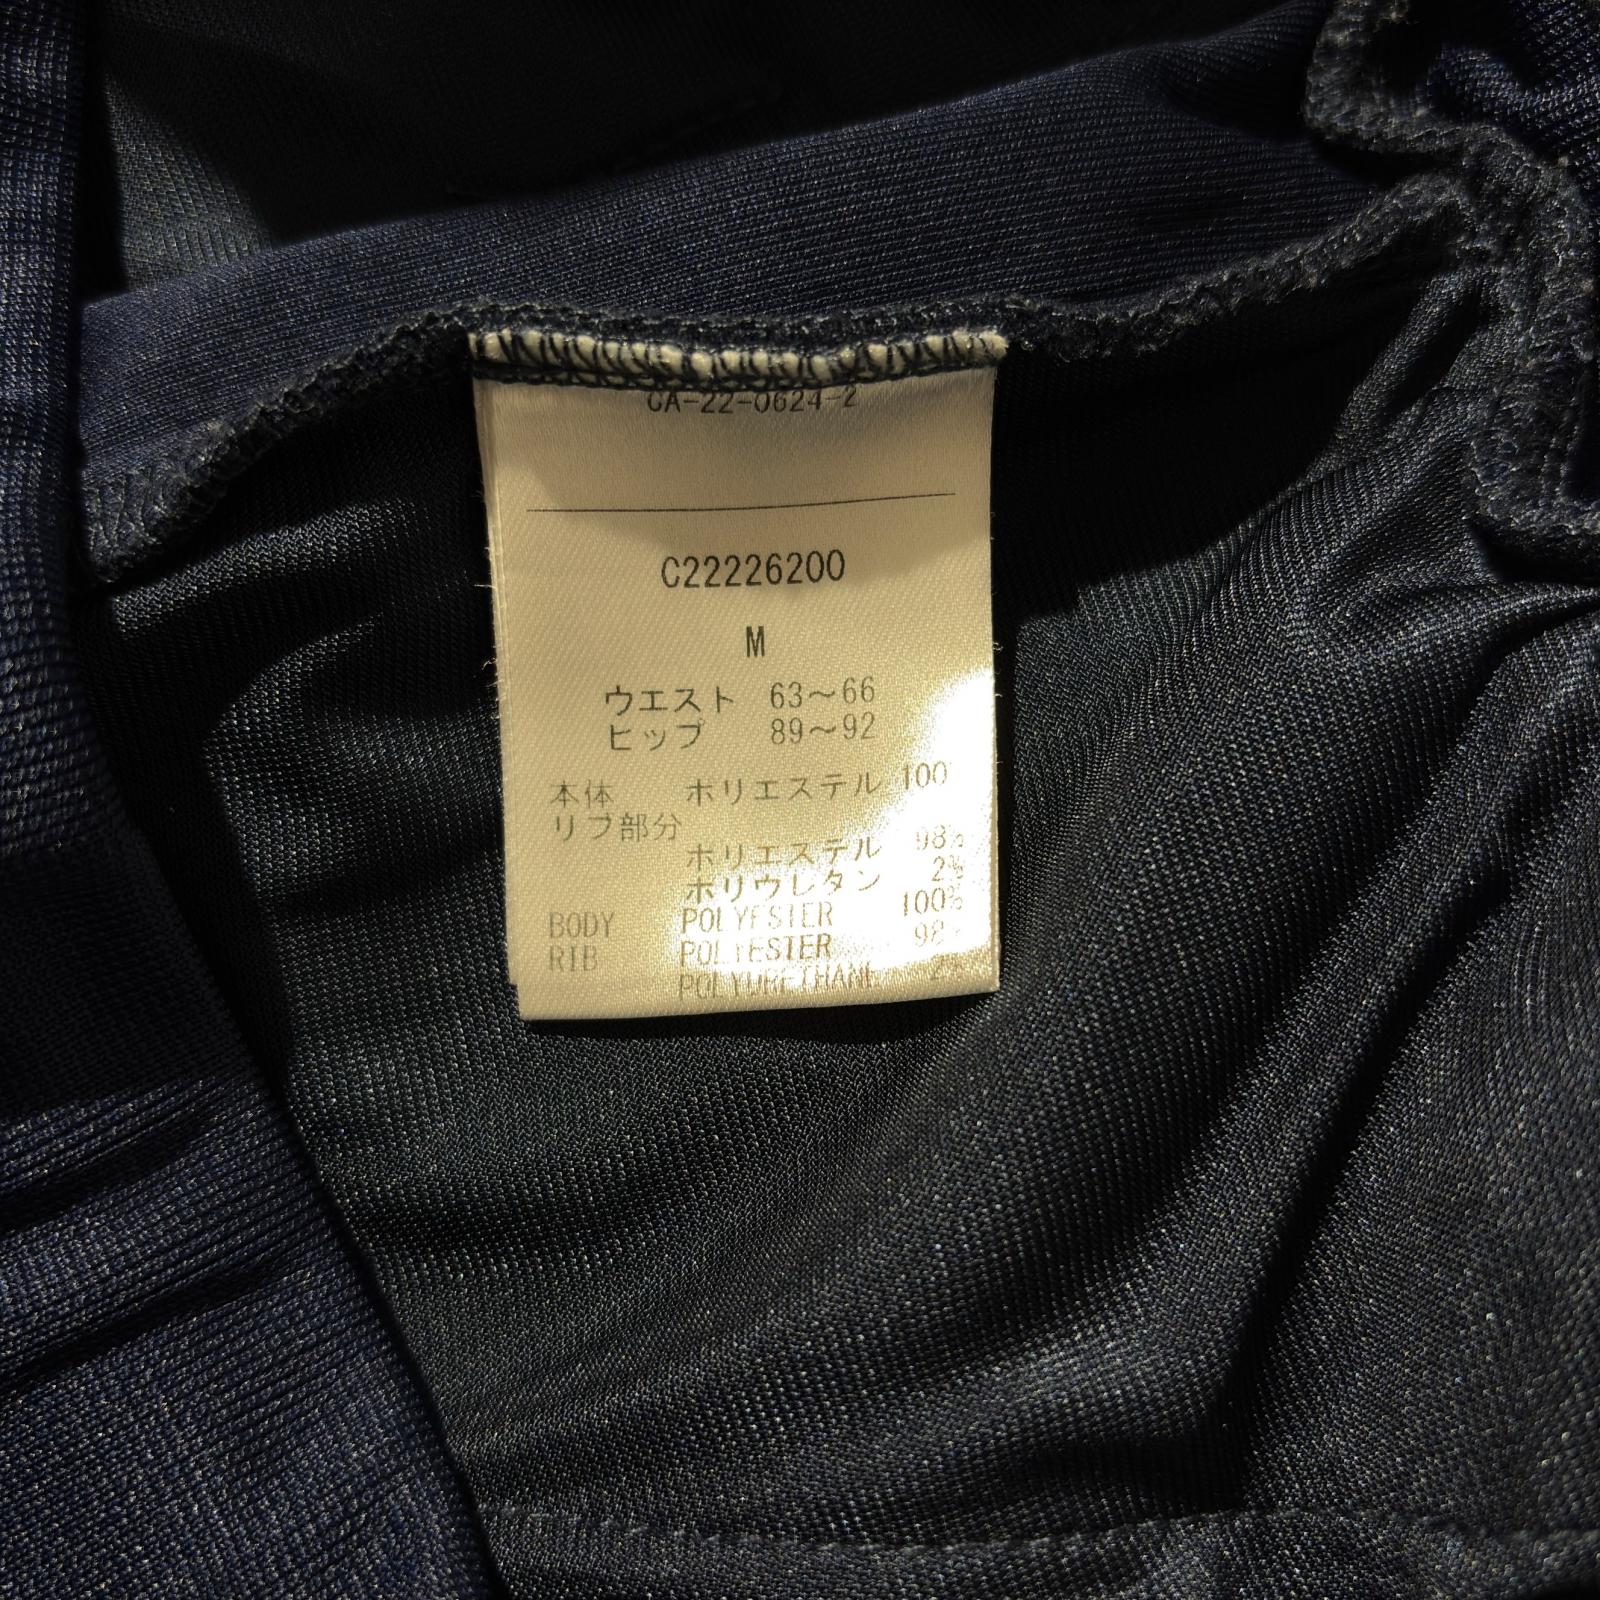 CA-22-0624-2
C22226200
M
ウエスト 63～66
ヒップ 89～92
本体 ポリエステル 100
リブ部分
ポリエステル 98%
ポリウレタン 2%
BODY POLYESTER 100%
RIB POLYESTER 98%
POLYURETHANE 2%